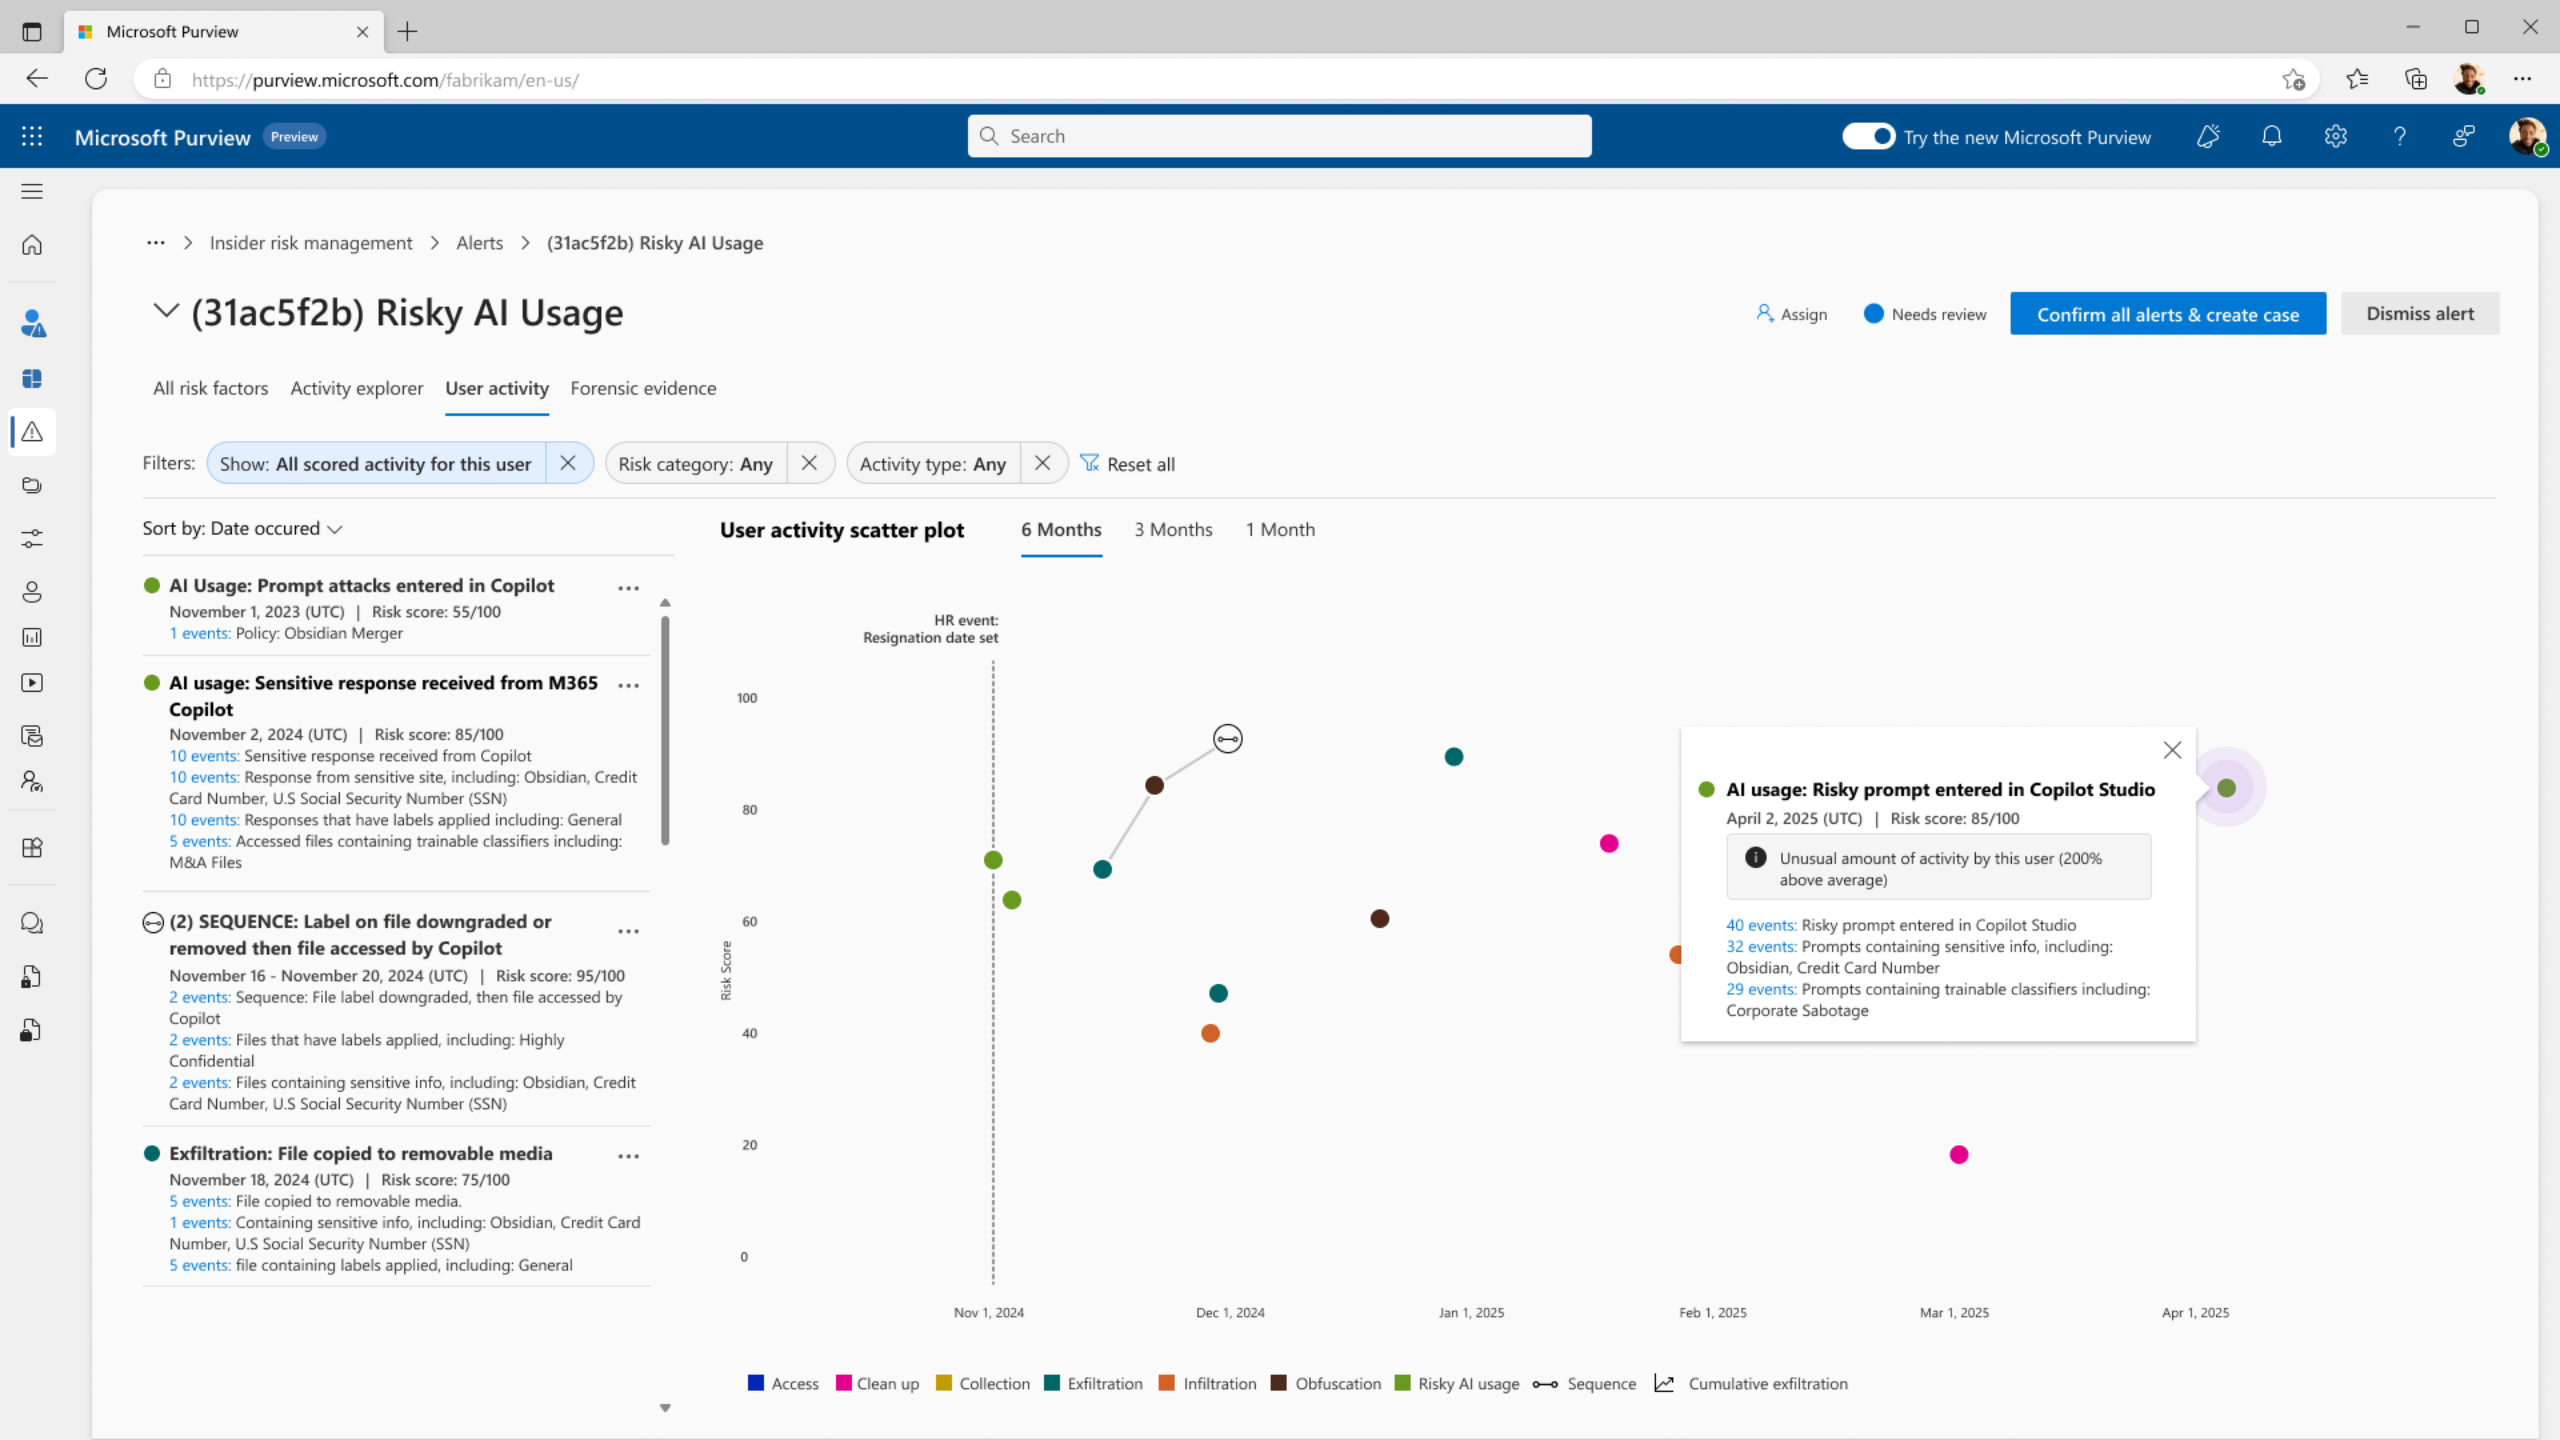 Microsoft Purview
https://purview.microsoft.com/fabrikam/en-us/
Microsoft Purview
Preview
Search
Try the new Microsoft Purview
Insider risk management
Alerts
(31ac5f2b) Risky AI Usage
(31ac5f2b) Risky AI Usage
Assign
Needs review
Confirm all alerts & create case
Dismiss alert
All risk factors
Activity explorer
User activity
Forensic evidence
Filters:
Show: All scored activity for this user
Risk category: Any
Activity type: Any
Reset all
Sort by: Date occured
AI Usage: Prompt attacks entered in Copilot
November 1, 2023 (UTC) | Risk score: 55/100
1 events: Policy: Obsidian Merger
AI usage: Sensitive response received from M365
Copilot
November 2, 2024 (UTC) | Risk score: 85/100
10 events: Sensitive response received from Copilot
10 events: Response from sensitive site, including: Obsidian, Credit
Card Number, U.S Social Security Number (SSN)
10 events: Responses that have labels applied including: General
5 events: Accessed files containing trainable classifiers including:
M&A Files
(2) SEQUENCE: Label on file downgraded or
removed then file accessed by Copilot
November 16 - November 20, 2024 (UTC) | Risk score: 95/100
2 events: Sequence: File label downgraded, then file accessed by
Copilot
2 events: Files that have labels applied, including: Highly
Confidential
2 events: Files containing sensitive info, including: Obsidian, Credit
Card Number, U.S Social Security Number (SSN)
Exfiltration: File copied to removable media
November 18, 2024 (UTC) | Risk score: 75/100
5 events: File copied to removable media.
1 events: Containing sensitive info, including: Obsidian, Credit Card
Number, U.S Social Security Number (SSN)
5 events: file containing labels applied, including: General
User activity scatter plot
6 Months
3 Months
1 Month
HR event:
Resignation date set
100
80
60
40
20
0
Risk Score
Nov 1, 2024
Dec 1, 2024
Jan 1, 2025
Feb 1, 2025
Mar 1, 2025
Apr 1, 2025
AI usage: Risky prompt entered in Copilot Studio
April 2, 2025 (UTC) | Risk score: 85/100
Unusual amount of activity by this user (200%
above average)
40 events: Risky prompt entered in Copilot Studio
32 events: Prompts containing sensitive info, including:
Obsidian, Credit Card Number
29 events: Prompts containing trainable classifiers including:
Corporate Sabotage
Access
Clean up
Collection
Exfiltration
Infiltration
Obfuscation
Risky AI usage
Sequence
Cumulative exfiltration